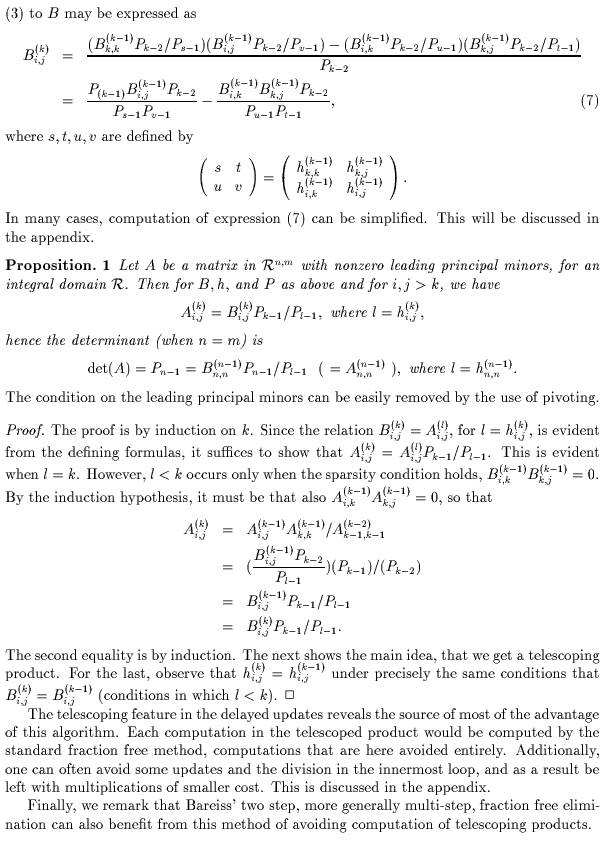 (3) to B may be expressed as
B_{i,j}^{(k)} = \frac{(B_{k,k}^{(k-1)}P_{k-2}/P_{s-1})(B_{i,j}^{(k-1)}P_{k-2}/P_{v-1}) - (B_{i,k}^{(k-1)}P_{k-2}/P_{u-1})(B_{k,j}^{(k-1)}P_{k-2}/P_{t-1})}{P_{k-2}}
= \frac{P_{(k-1)}B_{i,j}^{(k-1)}P_{k-2}}{P_{s-1}P_{v-1}} - \frac{B_{i,k}^{(k-1)}B_{k,j}^{(k-1)}P_{k-2}}{P_{u-1}P_{t-1}}, (7)
where s, t, u, v are defined by
\begin{pmatrix} s & t \\ u & v \end{pmatrix} = \begin{pmatrix} h_{k,k}^{(k-1)} & h_{k,j}^{(k-1)} \\ h_{i,k}^{(k-1)} & h_{i,j}^{(k-1)} \end{pmatrix}.
In many cases, computation of expression (7) can be simplified. This will be discussed in
the appendix.
Proposition. 1 Let A be a matrix in \mathcal{R}^{n,m} with nonzero leading principal minors, for an
integral domain \mathcal{R}. Then for B, h, and P as above and for i, j > k, we have
A_{i,j}^{(k)} = B_{i,j}^{(k)}P_{k-1}/P_{l-1}, where l = h_{i,j}^{(k)},
hence the determinant (when n = m) is
det(A) = P_{n-1} = B_{n,n}^{(n-1)}P_{n-1}/P_{l-1} ( = A_{n,n}^{(n-1)} ), where l = h_{n,n}^{(n-1)}.
The condition on the leading principal minors can be easily removed by the use of pivoting.
Proof. The proof is by induction on k. Since the relation B_{i,j}^{(k)} = A_{i,j}^{(l)}, for l = h_{i,j}^{(k)}, is evident
from the defining formulas, it suffices to show that A_{i,j}^{(k)} = A_{i,j}^{(l)}P_{k-1}/P_{l-1}. This is evident
when l = k. However, l < k occurs only when the sparsity condition holds, B_{i,k}^{(k-1)}B_{k,j}^{(k-1)} = 0.
By the induction hypothesis, it must be that also A_{i,k}^{(k-1)}A_{k,j}^{(k-1)} = 0, so that
A_{i,j}^{(k)} = A_{i,j}^{(k-1)}A_{k,k}^{(k-1)}/A_{k-1,k-1}^{(k-2)}
= (\frac{B_{i,j}^{(k-1)}P_{k-2}}{P_{l-1}})(P_{k-1})/(P_{k-2})
= B_{i,j}^{(k-1)}P_{k-1}/P_{l-1}
= B_{i,j}^{(k)}P_{k-1}/P_{l-1}.
The second equality is by induction. The next shows the main idea, that we get a telescoping
product. For the last, observe that h_{i,j}^{(k)} = h_{i,j}^{(k-1)} under precisely the same conditions that
B_{i,j}^{(k)} = B_{i,j}^{(k-1)} (conditions in which l < k). □
The telescoping feature in the delayed updates reveals the source of most of the advantage
of this algorithm. Each computation in the telescoped product would be computed by the
standard fraction free method, computations that are here avoided entirely. Additionally,
one can often avoid some updates and the division in the innermost loop, and as a result be
left with multiplications of smaller cost. This is discussed in the appendix.
Finally, we remark that Bareiss' two step, more generally multi-step, fraction free elimi-
nation can also benefit from this method of avoiding computation of telescoping products.